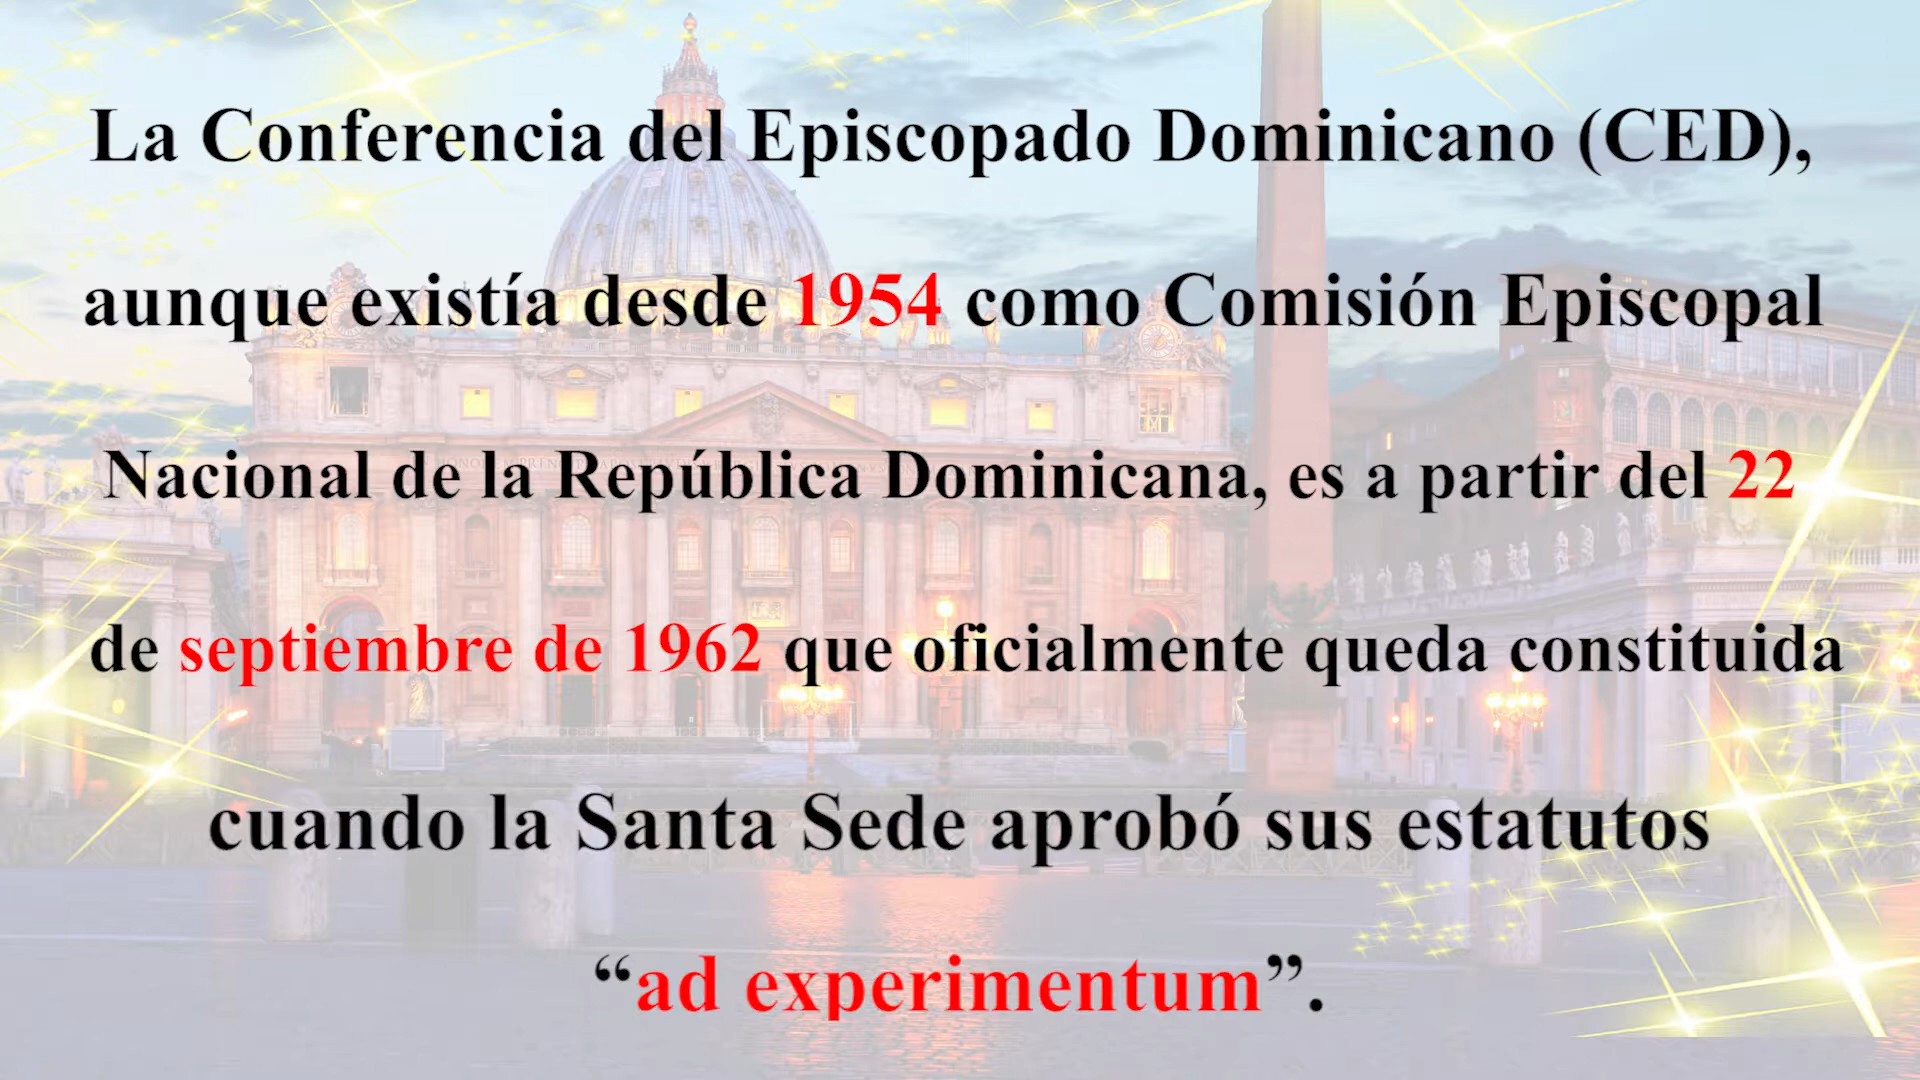 La Conferencia del Episcopado Dominicano (CED),
aunque existía desde 1954 como Comisión Episcopal
Nacional de la República Dominicana, es a partir del 22
de septiembre de 1962 que oficialmente queda constituida
cuando la Santa Sede aprobó sus estatutos
“ad experimentum”.